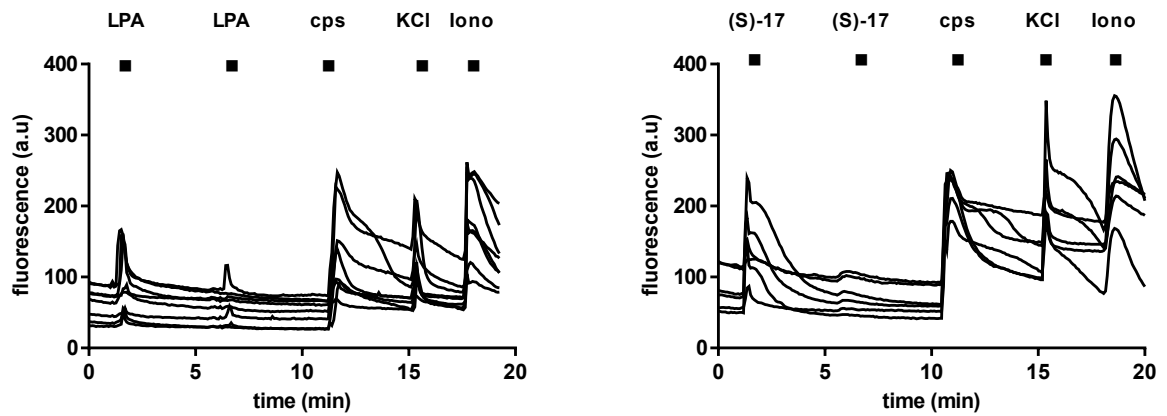 LPA LPA cps KCl Iono
400
300
200
100
0
fluorescence (a.u)
0 5 10 15 20
time (min)
(S)-17 (S)-17 cps KCl Iono
400
300
200
100
0
fluorescence (a.u)
0 5 10 15 20
time (min)